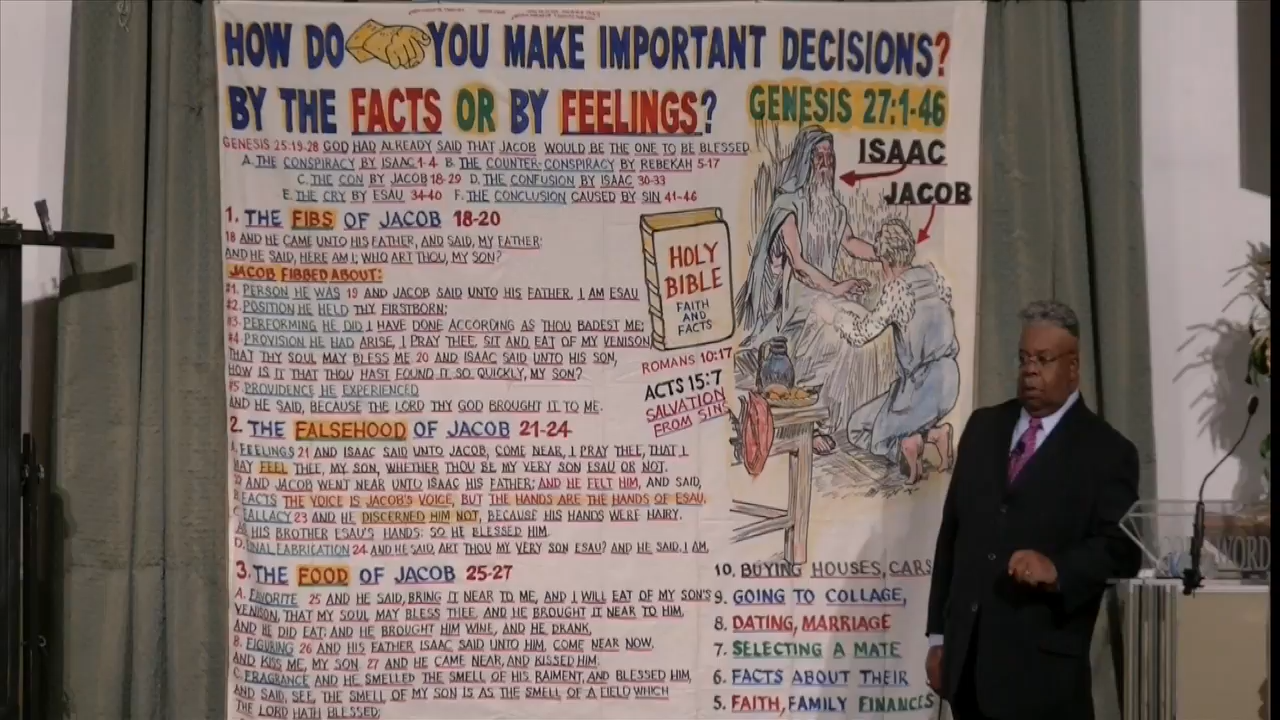 HOW DO YOU MAKE IMPORTANT DECISIONS?
BY THE FACTS OR BY FEELINGS?
GENESIS 27:1-46
GENESIS 25:19-28 GOD HAD ALREADY SAID THAT JACOB WOULD BE THE ONE TO BE BLESSED
A. THE CONSPIRACY BY ISAAC 1-4 B. THE COUNTER-CONSPIRACY BY REBEKAH 5-17
C. THE CON BY JACOB 18-29 D. THE CONFUSION BY ISAAC 30-33
E. THE CRY BY ESAU 34-40 F. THE CONCLUSION CAUSED BY SIN 41-46
ISAAC
JACOB
1. THE FIBS OF JACOB 18-20
18 AND HE CAME UNTO HIS FATHER, AND SAID, MY FATHER:
AND HE SAID, HERE AM I; WHO ART THOU, MY SON?
JACOB FIBBED ABOUT:
#1. PERSON HE WAS 19 AND JACOB SAID UNTO HIS FATHER, I AM ESAU
#2. POSITION HE HELD THY FIRSTBORN;
#3. PERFORMING HE DID I HAVE DONE ACCORDING AS THOU BADEST ME:
#4. PROVISION HE HAD ARISE, I PRAY THEE, SIT AND EAT OF MY VENISON
THAT THY SOUL MAY BLESS ME 20 AND ISAAC SAID UNTO HIS SON,
HOW IS IT THAT THOU HAST FOUND IT SO QUICKLY, MY SON?
#5. PROVIDENCE HE EXPERIENCED
AND HE SAID, BECAUSE THE LORD THY GOD BROUGHT IT TO ME.
HOLY
BIBLE
FAITH
AND
FACTS
ROMANS 10:17
ACTS 15:7
SALVATION
FROM SINS
2. THE FALSEHOOD OF JACOB 21-24
FEELINGS 21 AND ISAAC SAID UNTO JACOB, COME NEAR, I PRAY THEE, THAT I
MAY FEEL THEE, MY SON, WHETHER THOU BE MY VERY SON ESAU OR NOT.
AND JACOB WENT NEAR UNTO ISAAC HIS FATHER; AND HE FELT HIM, AND SAID,
FACTS THE VOICE IS JACOB'S VOICE, BUT THE HANDS ARE THE HANDS OF ESAU.
FALLACY 23 AND HE DISCERNED HIM NOT, BECAUSE HIS HANDS WERE HAIRY.
AS HIS BROTHER ESAU'S HANDS: SO HE BLESSED HIM.
D. FABRICATION 24 AND HE SAID, ART THOU MY VERY SON ESAU? AND HE SAID, I AM.
3. THE FOOD OF JACOB 25-27
A. FAVORITE 25 AND HE SAID, BRING IT NEAR TO ME, AND I WILL EAT OF MY SON'S
VENISON, THAT MY SOUL MAY BLESS THEE. AND HE BROUGHT IT NEAR TO HIM,
AND HE DID EAT: AND HE BROUGHT HIM WINE, AND HE DRANK.
B. FIGURING 26 AND HIS FATHER ISAAC SAID UNTO HIM, COME NEAR NOW,
AND KISS ME, MY SON. 27 AND HE CAME NEAR, AND KISSED HIM:
C. FRAGRANCE AND HE SMELLED THE SMELL OF HIS RAIMENT, AND BLESSED HIM,
AND SAID, SEE, THE SMELL OF MY SON IS AS THE SMELL OF A FIELD WHICH
THE LORD HATH BLESSED;
10. BUYING HOUSES, CARS
9. GOING TO COLLAGE,
8. DATING, MARRIAGE
7. SELECTING A MATE
6. FACTS ABOUT THEIR
5. FAITH, FAMILY FINANCES
WORD